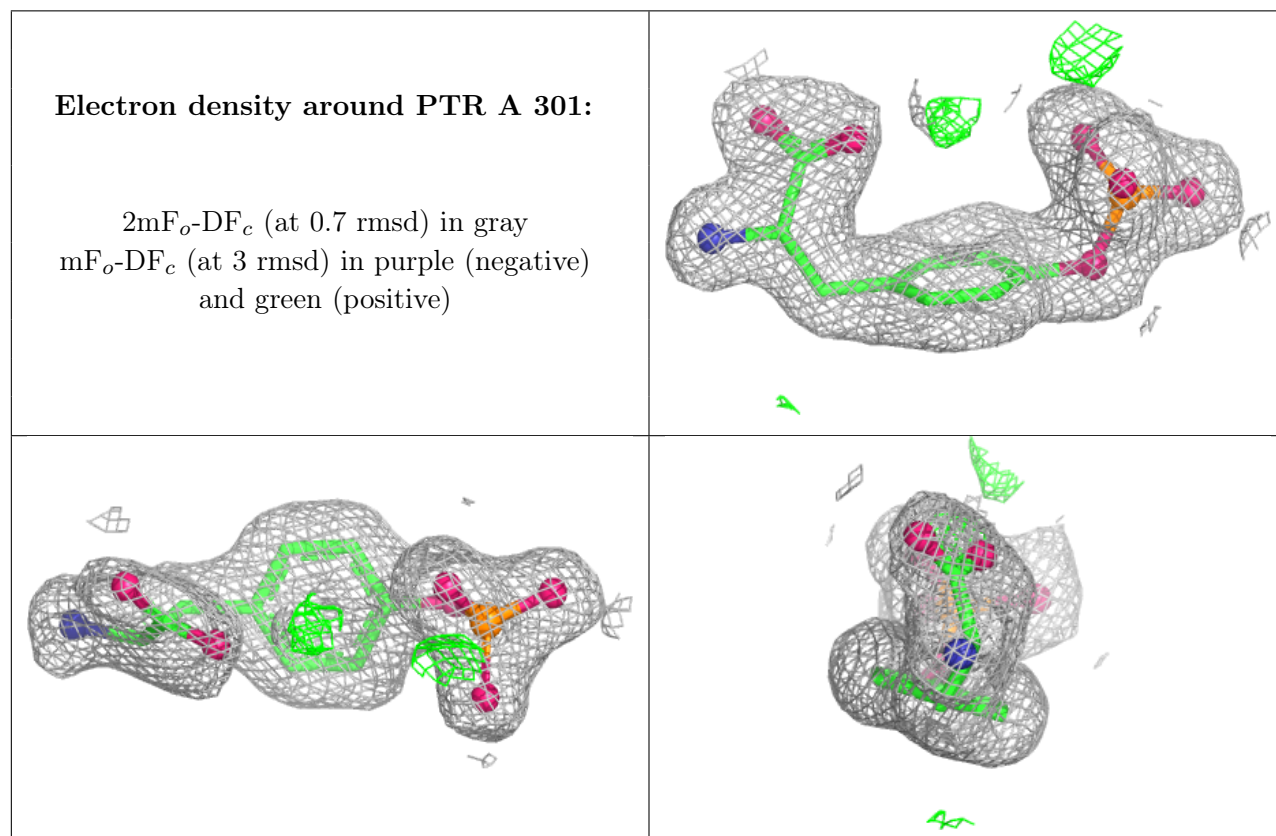 Electron density around PTR A 301:
2mFo-DFc (at 0.7 rmsd) in gray
mFo-DFc (at 3 rmsd) in purple (negative)
and green (positive)